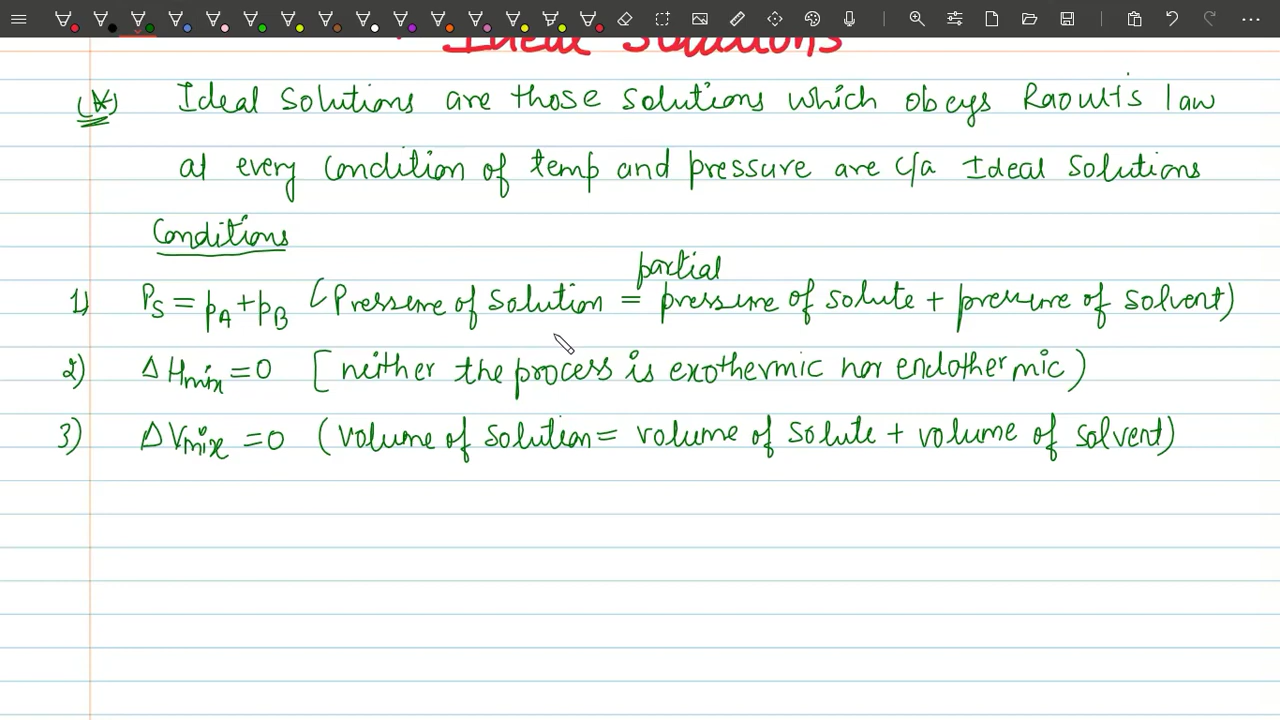 Ideal Solutions
(*) Ideal Solutions are those solutions which obeys Raoult's law
at every condition of temp and pressure are c/a Ideal Solutions
Conditions
partial
1) Ps = pA + pB (Pressure of Solution = pressure of solute + pressure of solvent)
2) ΔHmix = 0 [neither the process is exothermic nor endothermic)
3) ΔVmix = 0 (volume of solution = volume of solute + volume of solvent)